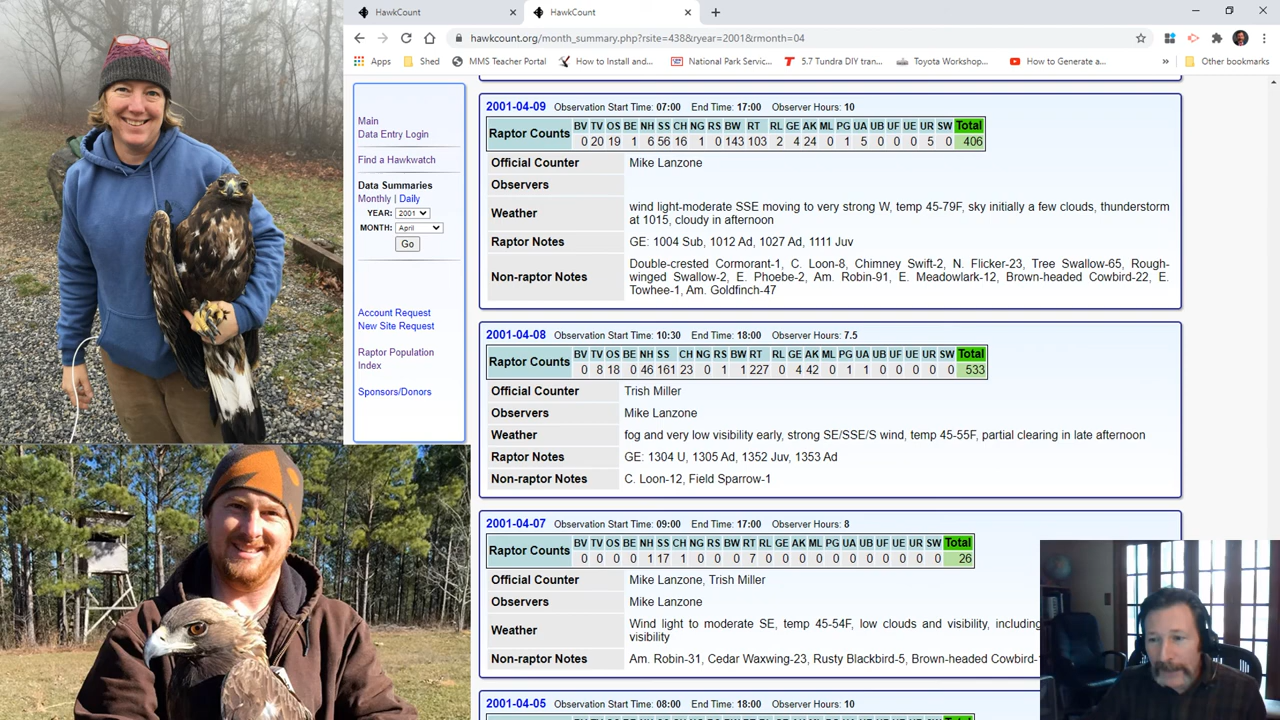 HawkCount
HawkCount
hawkcount.org/month_summary.php?rsite=438&ryear=2001&rmonth=04
Apps Shed MMS Teacher Portal How to Install and... National Park Servic... 5.7 Tundra DIY tran... Toyota Workshop... How to Generate a... » Other bookmarks
Main
Data Entry Login
Find a Hawkwatch
Data Summaries
Monthly | Daily
YEAR: 2001
MONTH: April
Go
Account Request
New Site Request
Raptor Population
Index
Sponsors/Donors
2001-04-09 Observation Start Time: 07:00 End Time: 17:00 Observer Hours: 10
Raptor Counts BV TV OS BE NH SS CH NG RS BW RT RL GE AK ML PG UA UB UF UE UR SW Total
0 20 19 1 6 56 16 1 0 143 103 2 4 24 0 1 5 0 0 0 5 0 406
Official Counter Mike Lanzone
Observers
Weather wind light-moderate SSE moving to very strong W, temp 45-79F, sky initially a few clouds, thunderstorm
at 1015, cloudy in afternoon
Raptor Notes GE: 1004 Sub, 1012 Ad, 1027 Ad, 1111 Juv
Non-raptor Notes Double-crested Cormorant-1, C. Loon-8, Chimney Swift-2, N. Flicker-23, Tree Swallow-65, Rough-
winged Swallow-2, E. Phoebe-2, Am. Robin-91, E. Meadowlark-12, Brown-headed Cowbird-22, E.
Towhee-1, Am. Goldfinch-47
2001-04-08 Observation Start Time: 10:30 End Time: 18:00 Observer Hours: 7.5
Raptor Counts BV TV OS BE NH SS CH NG RS BW RT RL GE AK ML PG UA UB UF UE UR SW Total
0 8 18 0 46 161 23 0 1 1 227 0 4 42 0 1 1 0 0 0 0 0 533
Official Counter Trish Miller
Observers Mike Lanzone
Weather fog and very low visibility early, strong SE/SSE/S wind, temp 45-55F, partial clearing in late afternoon
Raptor Notes GE: 1304 U, 1305 Ad, 1352 Juv, 1353 Ad
Non-raptor Notes C. Loon-12, Field Sparrow-1
2001-04-07 Observation Start Time: 09:00 End Time: 17:00 Observer Hours: 8
Raptor Counts BV TV OS BE NH SS CH NG RS BW RT RL GE AK ML PG UA UB UF UE UR SW Total
0 0 0 0 1 17 1 0 0 0 7 0 0 0 0 0 0 0 0 0 0 0 26
Official Counter Mike Lanzone, Trish Miller
Observers Mike Lanzone
Weather Wind light to moderate SE, temp 45-54F, low clouds and visibility, including
visibility
Non-raptor Notes Am. Robin-31, Cedar Waxwing-23, Rusty Blackbird-5, Brown-headed Cowbird-
2001-04-05 Observation Start Time: 08:00 End Time: 18:00 Observer Hours: 10